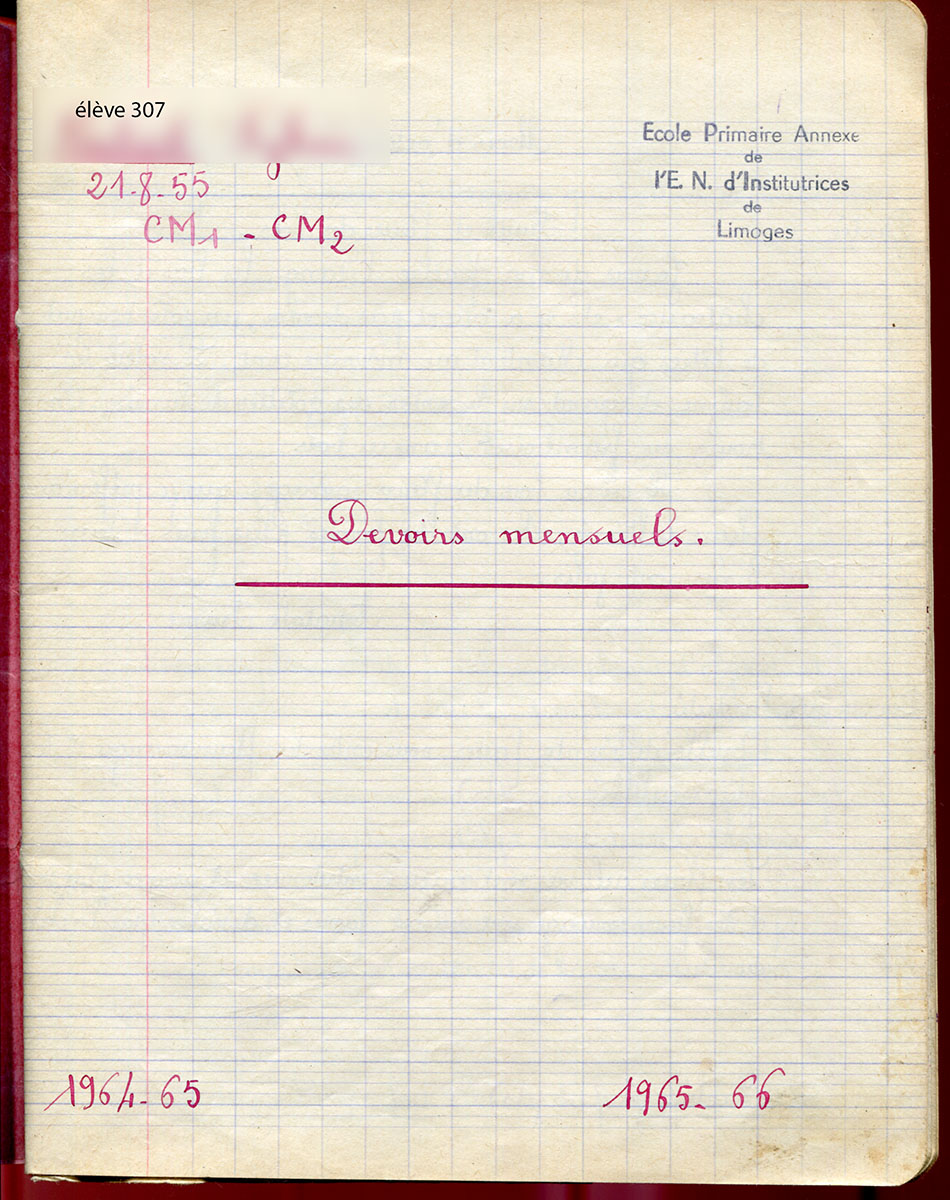 élève 307
21-8-55
CM1 - CM2
Ecole Primaire Annexe
de
l'E. N. d'Institutrices
de
Limoges
Devoirs mensuels.
1964-65
1965-66